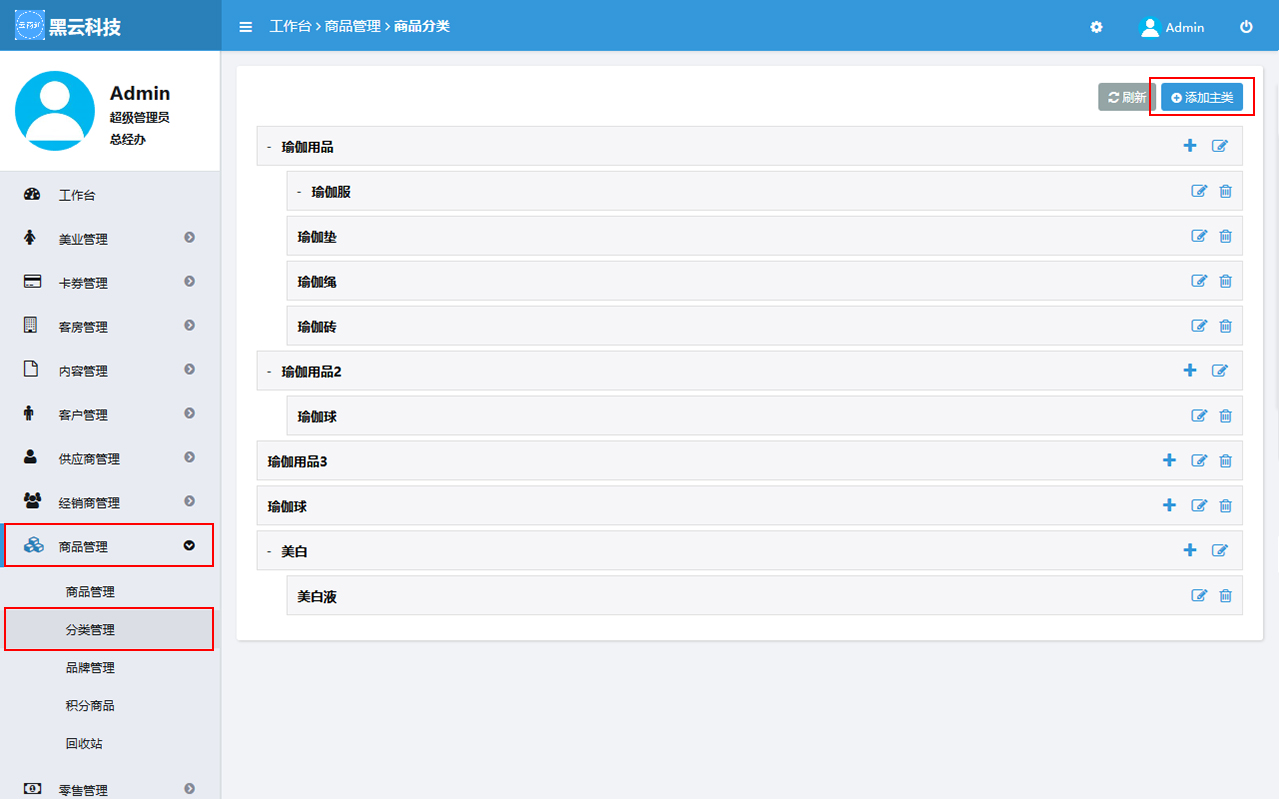 黑云科技
工作台 > 商品管理 > 商品分类
Admin
Admin
超级管理员
总经办
工作台
美业管理
卡券管理
客房管理
内容管理
客户管理
供应商管理
经销商管理
商品管理
商品管理
分类管理
品牌管理
积分商品
回收站
零售管理
刷新
添加主类
- 瑜伽用品
- 瑜伽服
瑜伽垫
瑜伽绳
瑜伽砖
- 瑜伽用品2
瑜伽球
瑜伽用品3
瑜伽球
- 美白
美白液